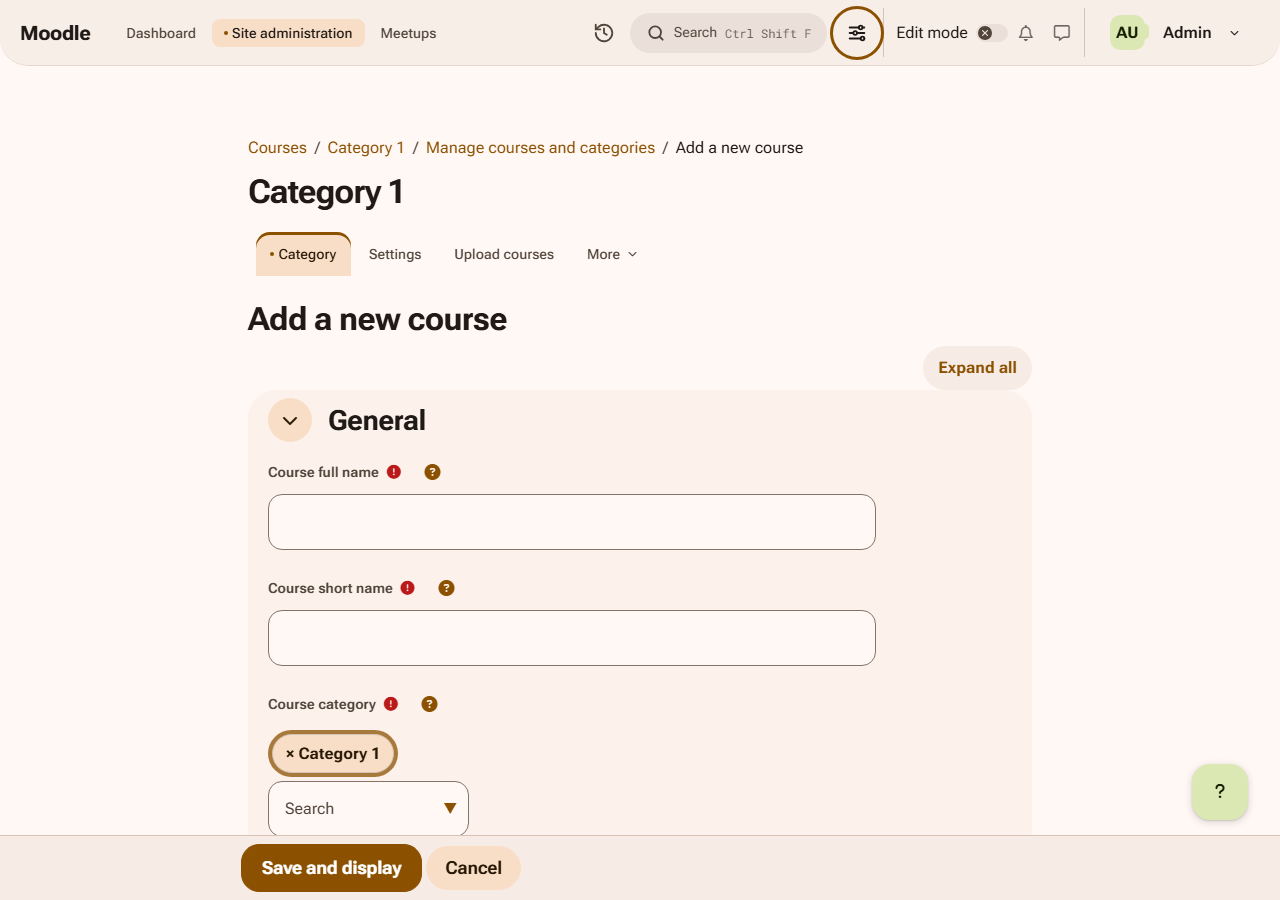 Moodle
Dashboard
• Site administration
Meetups
Search Ctrl Shift F
Edit mode
AU
Admin
Courses / Category 1 / Manage courses and categories / Add a new course
Category 1
• Category
Settings
Upload courses
More
Add a new course
Expand all
General
Course full name ! ?
Course short name ! ?
Course category ! ?
× Category 1
Search ▼
?
Save and display
Cancel